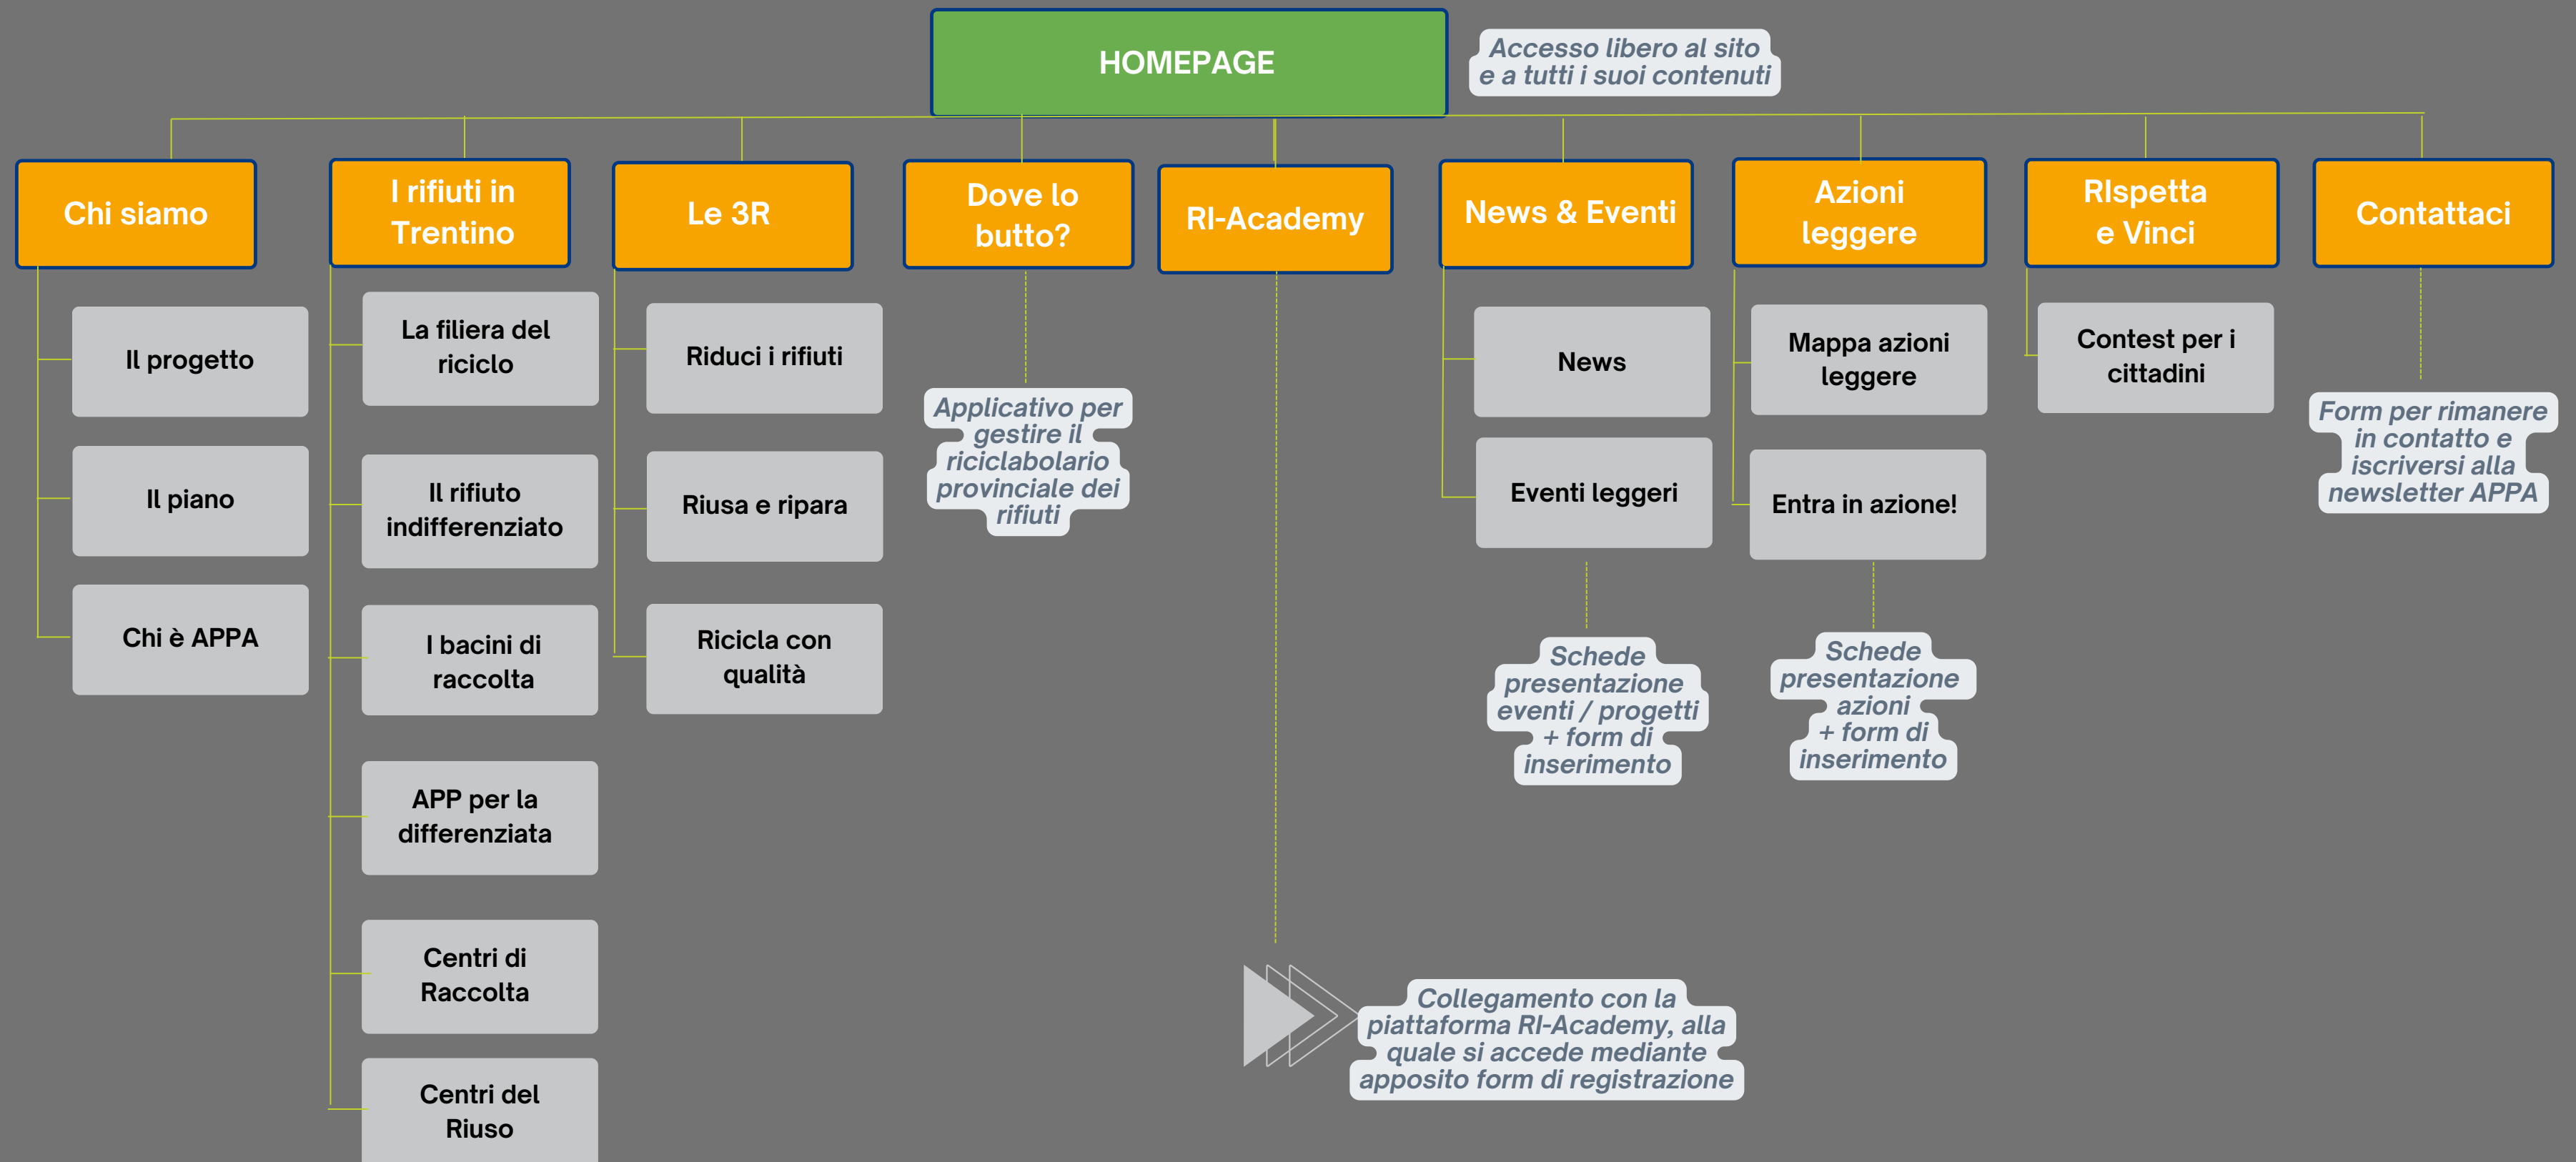 HOMEPAGE
Accesso libero al sito
e a tutti i suoi contenuti
Chi siamo
Il progetto
Il piano
Chi è APPA
I rifiuti in
Trentino
La filiera del
riciclo
Il rifiuto
indifferenziato
I bacini di
raccolta
APP per la
differenziata
Centri di
Raccolta
Centri del
Riuso
Le 3R
Riduci i rifiuti
Riusa e ripara
Ricicla con
qualità
Dove lo
butto?
Applicativo per
gestire il
riciclabolario
provinciale dei
rifiuti
RI-Academy
Collegamento con la
piattaforma RI-Academy, alla
quale si accede mediante
apposito form di registrazione
News & Eventi
News
Eventi leggeri
Schede
presentazione
eventi / progetti
+ form di
inserimento
Azioni
leggere
Mappa azioni
leggere
Entra in azione!
Schede
presentazione
azioni
+ form di
inserimento
RIspetta
e Vinci
Contest per i
cittadini
Contattaci
Form per rimanere
in contatto e
iscriversi alla
newsletter APPA